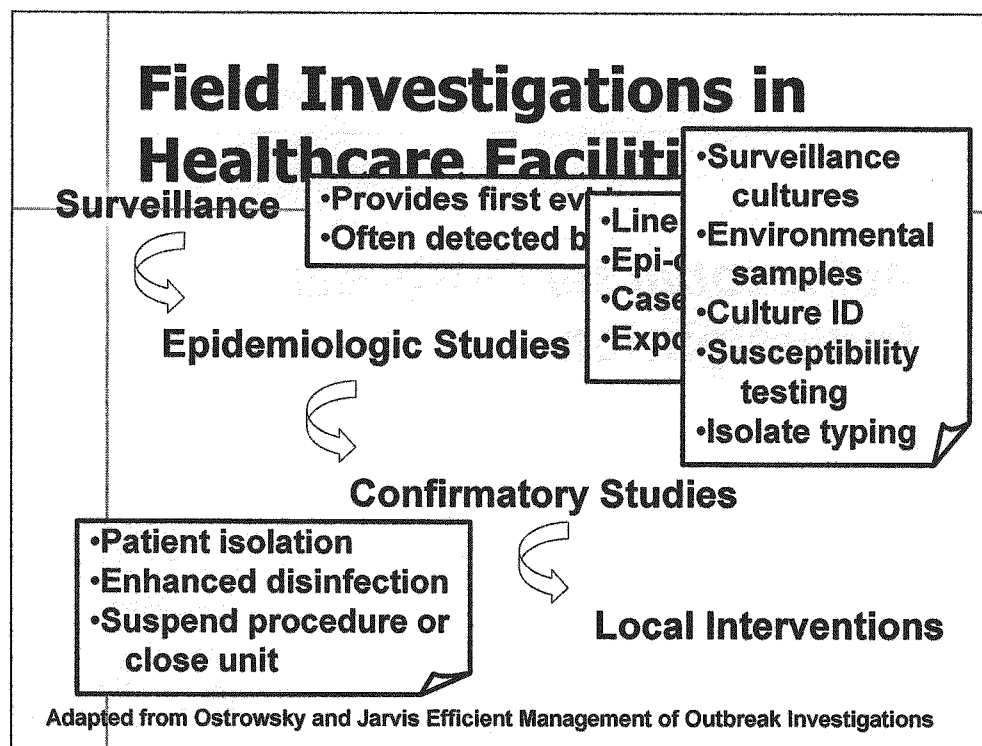 Field Investigations in
Healthcare Faciliti
Surveillance
•Provides first ev
•Often detected b
•Line
•Epi-
•Case
•Expo
•Surveillance
cultures
•Environmental
samples
•Culture ID
•Susceptibility
testing
•Isolate typing
Epidemiologic Studies
Confirmatory Studies
•Patient isolation
•Enhanced disinfection
•Suspend procedure or
close unit
Local Interventions
Adapted from Ostrowsky and Jarvis Efficient Management of Outbreak Investigations